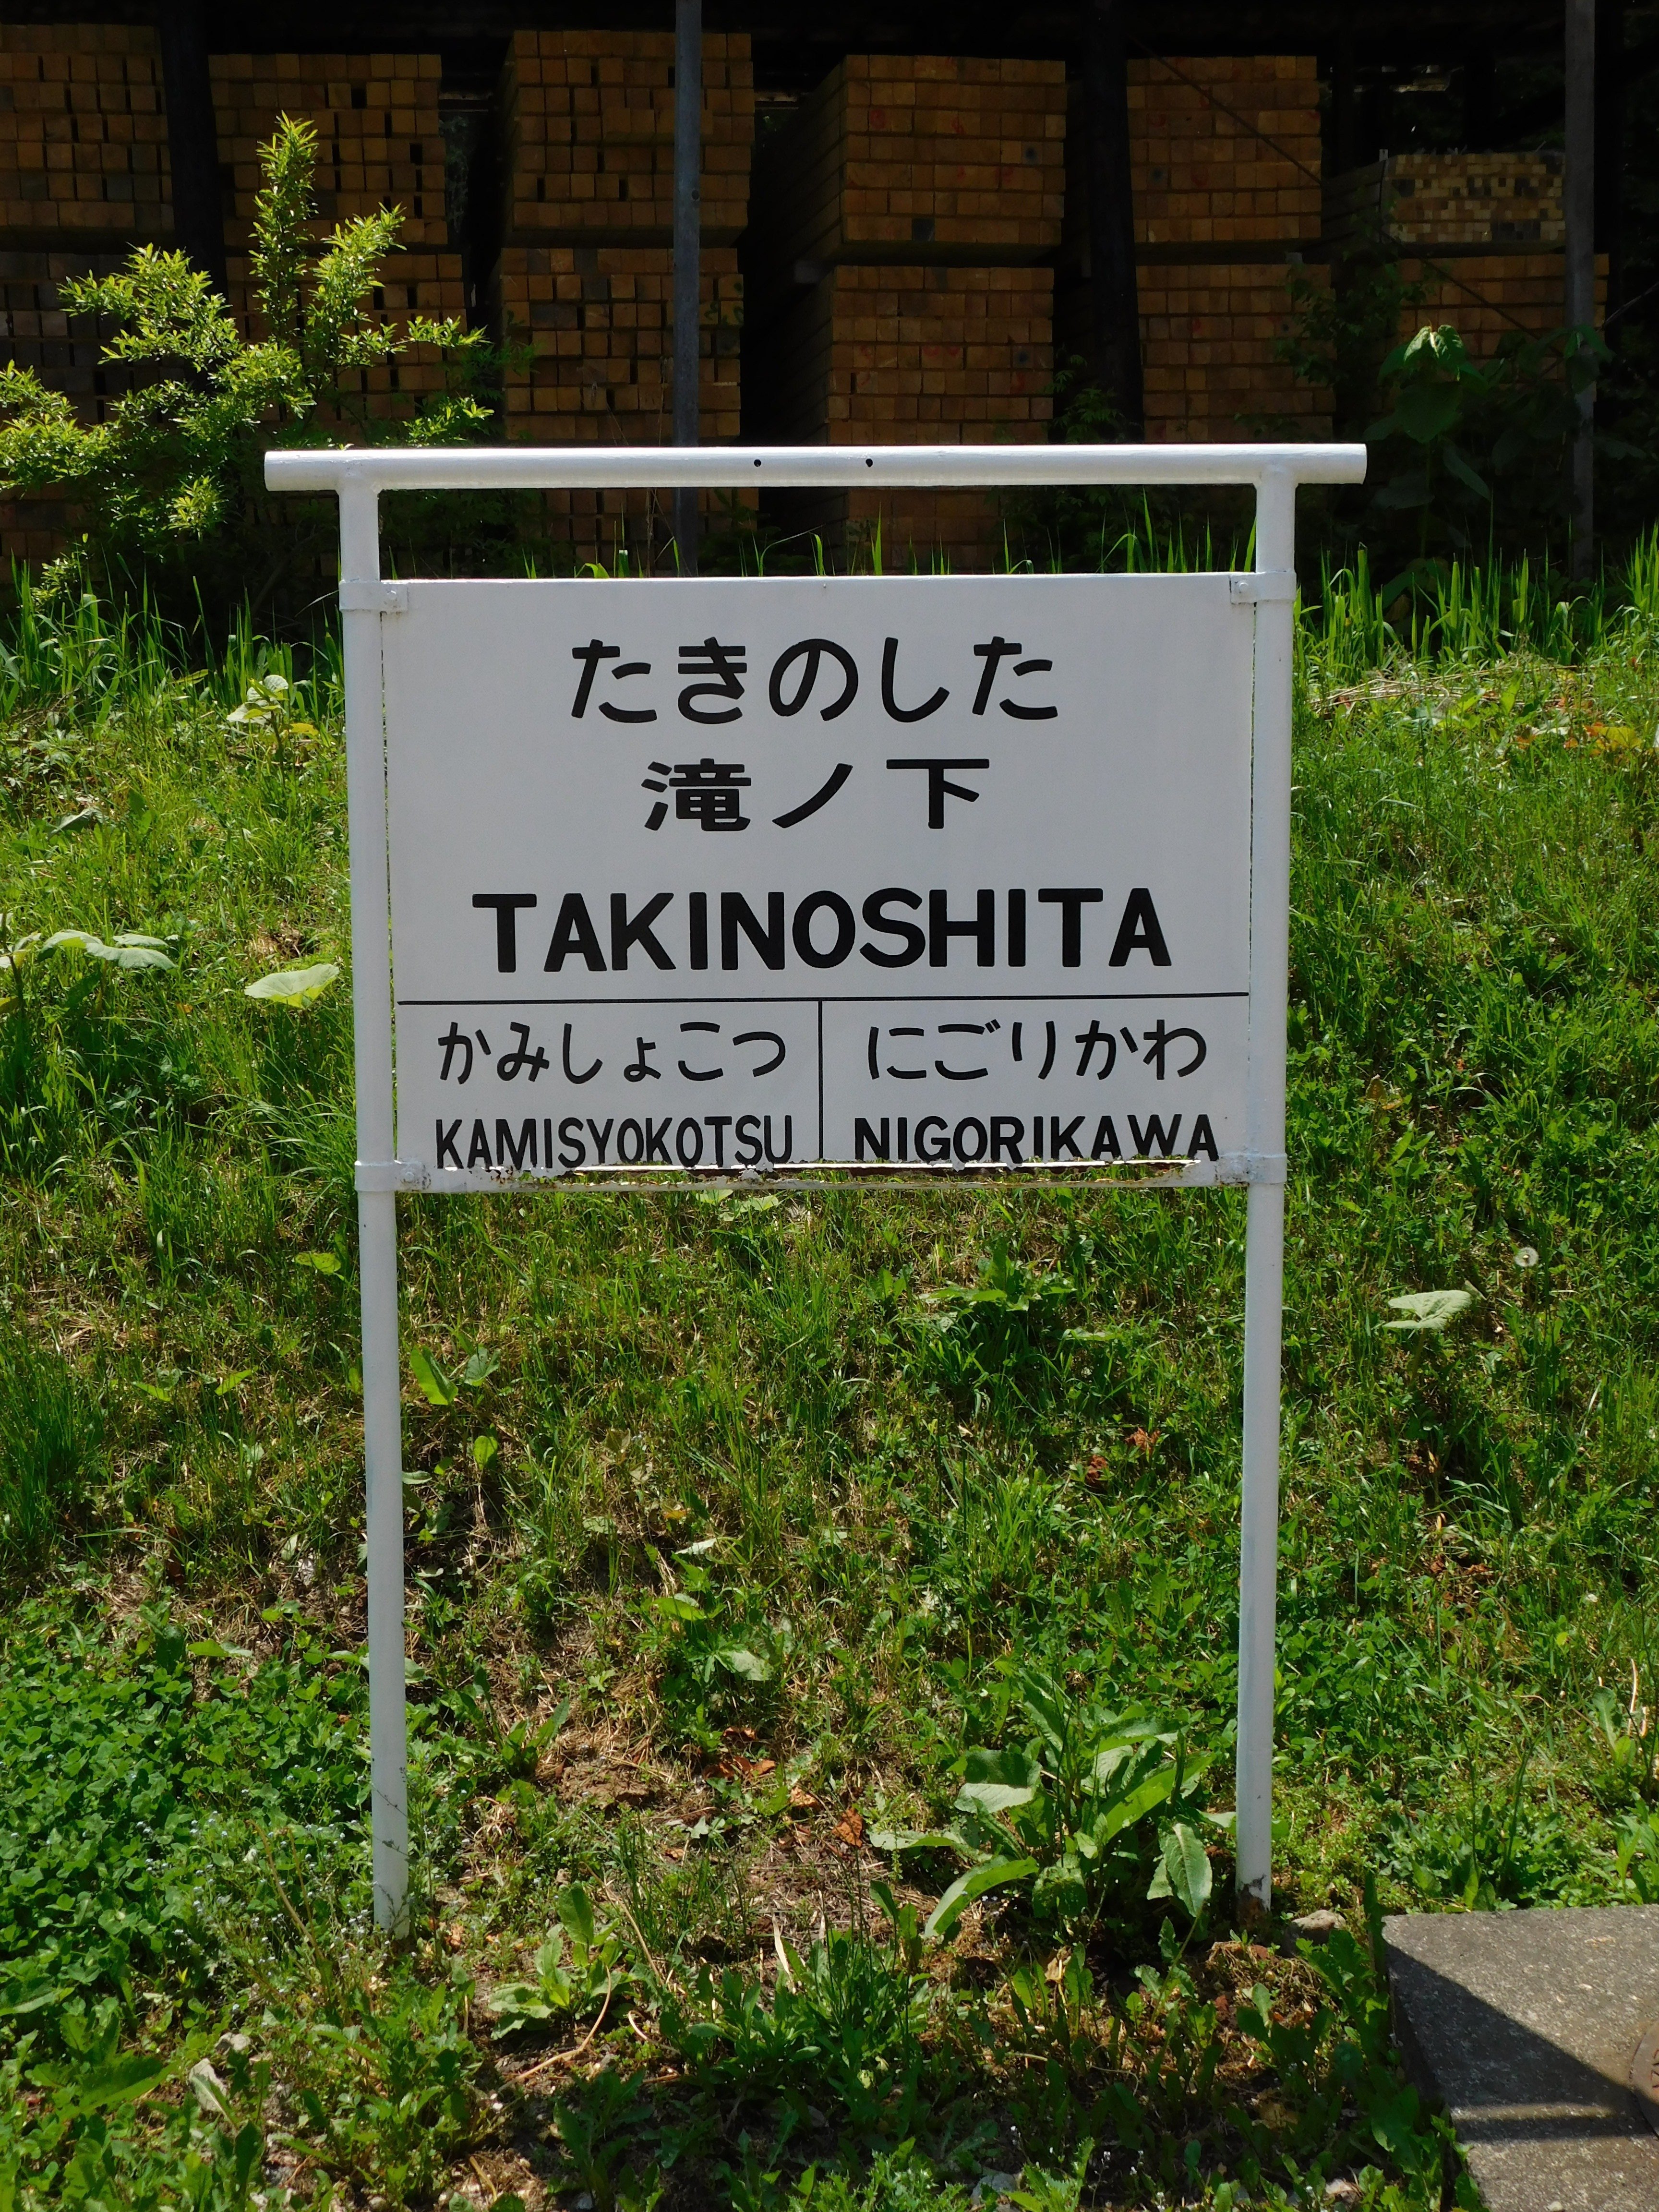 たきのした
滝ノ下
TAKINOSHITA
かみしょこつ
KAMISYOKOTSU
にごりかわ
NIGORIKAWA